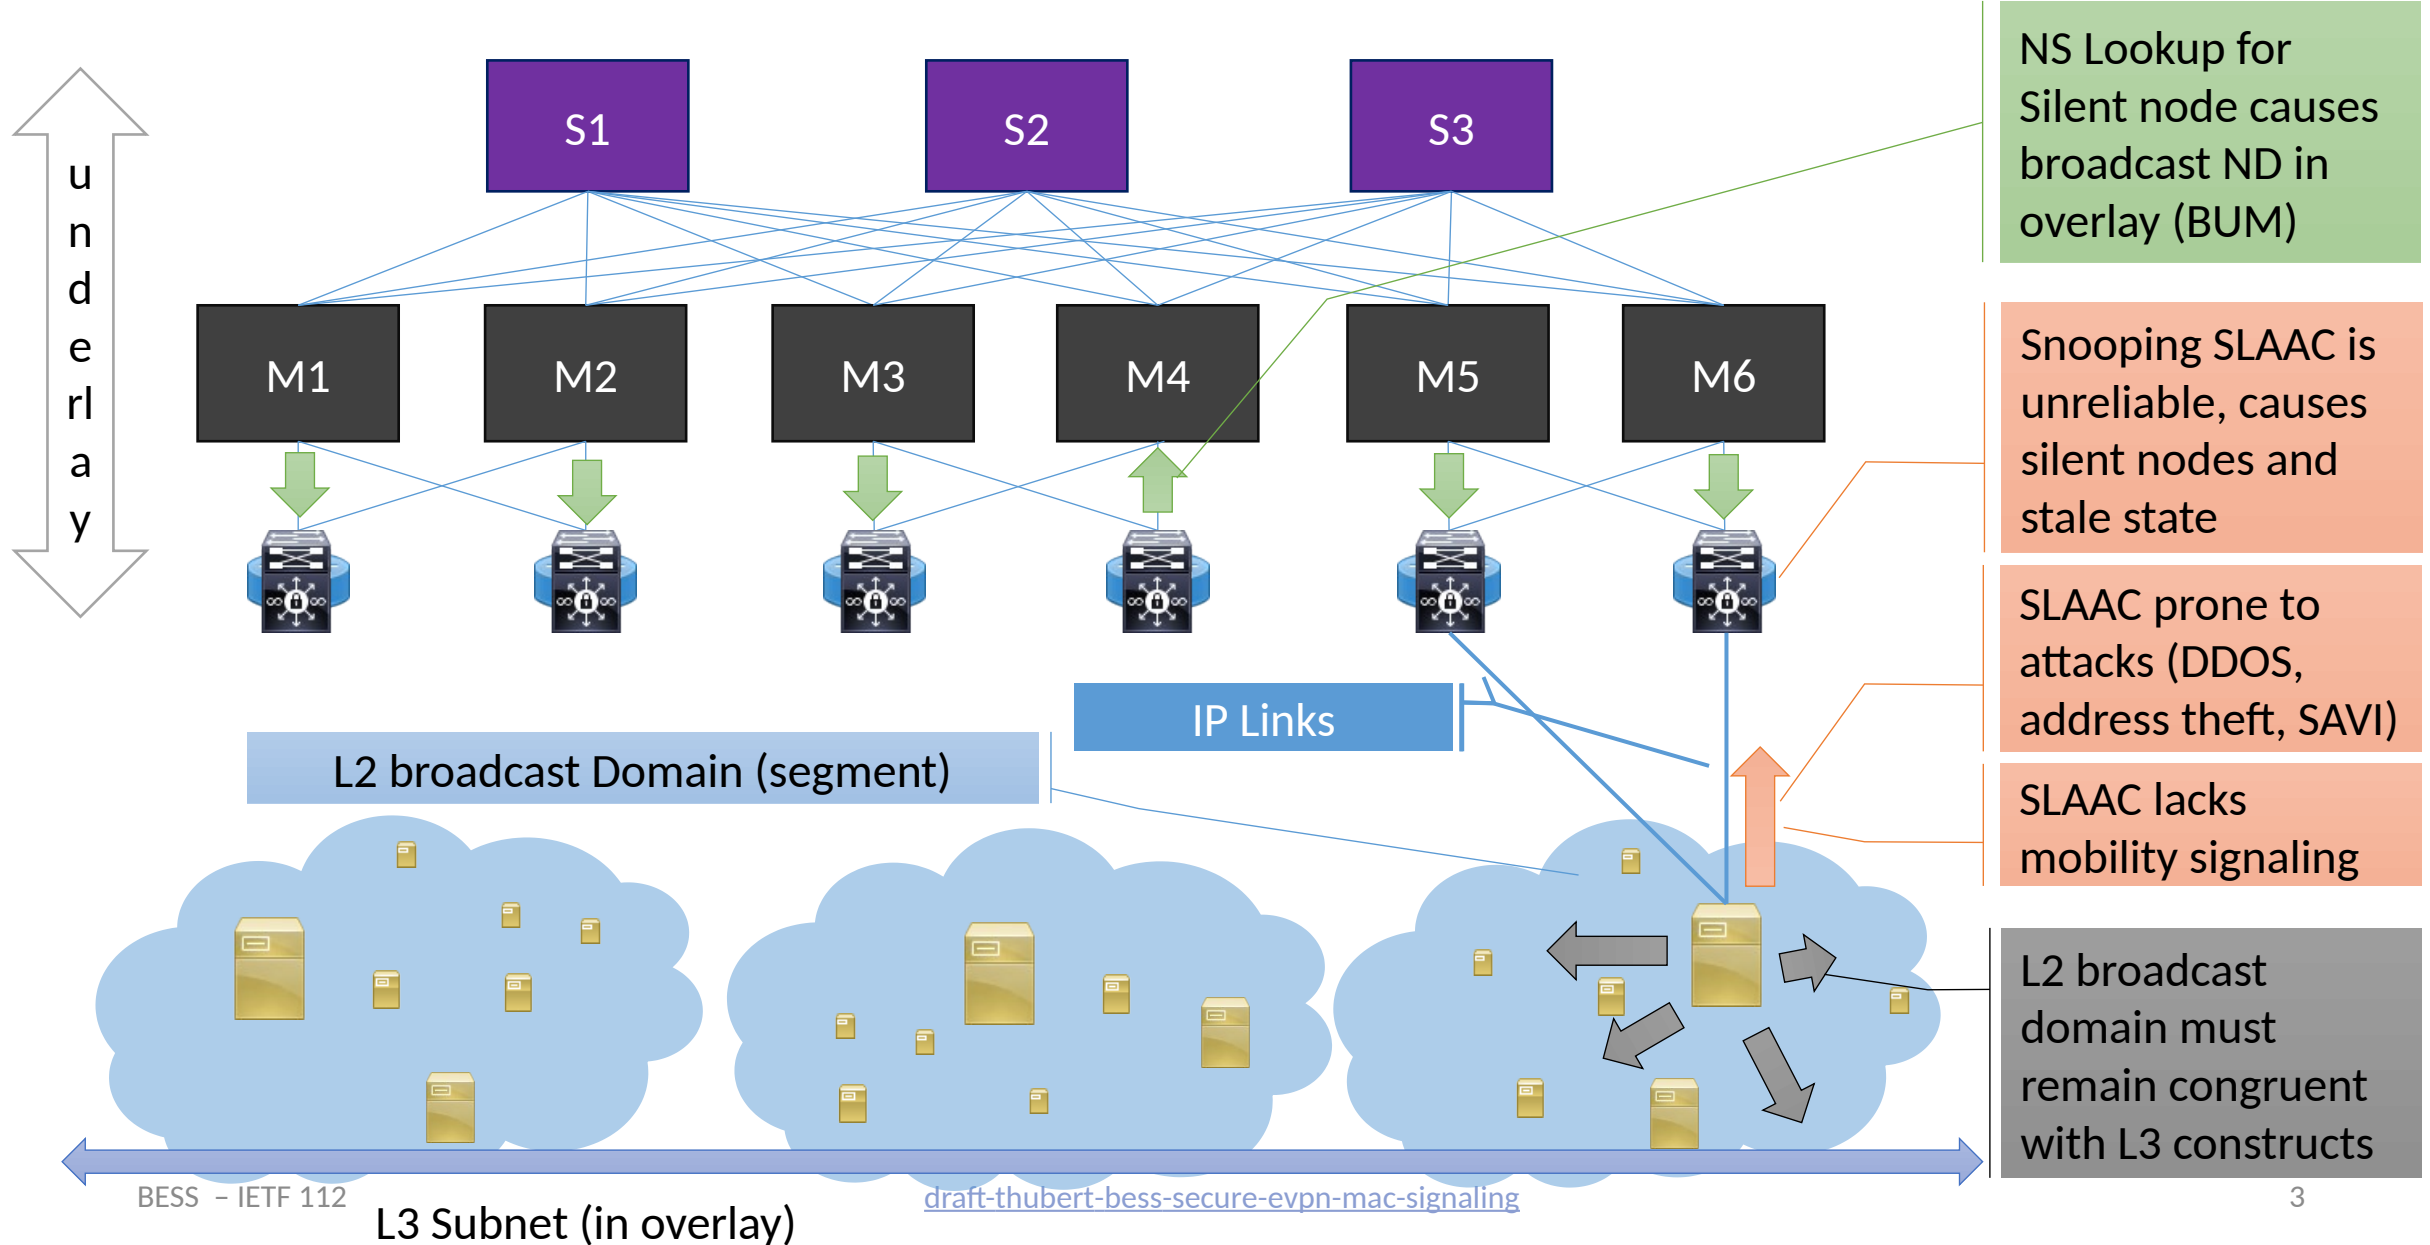 NS Lookup for
Silent node causes
broadcast ND in
overlay (BUM)
S1
S2
S3
u
n
d
e
rl
a
y
M1
M2
M3
M4
M5
M6
Snooping SLAAC is
unreliable, causes
silent nodes and
stale state
SLAAC prone to
attacks (DDOS,
address theft, SAVI)
IP Links
L2 broadcast Domain (segment)
SLAAC lacks
mobility signaling
L2 broadcast
domain must
remain congruent
with L3 constructs
BESS – IETF 112
draft-thubert-bess-secure-evpn-mac-signaling
3
L3 Subnet (in overlay)